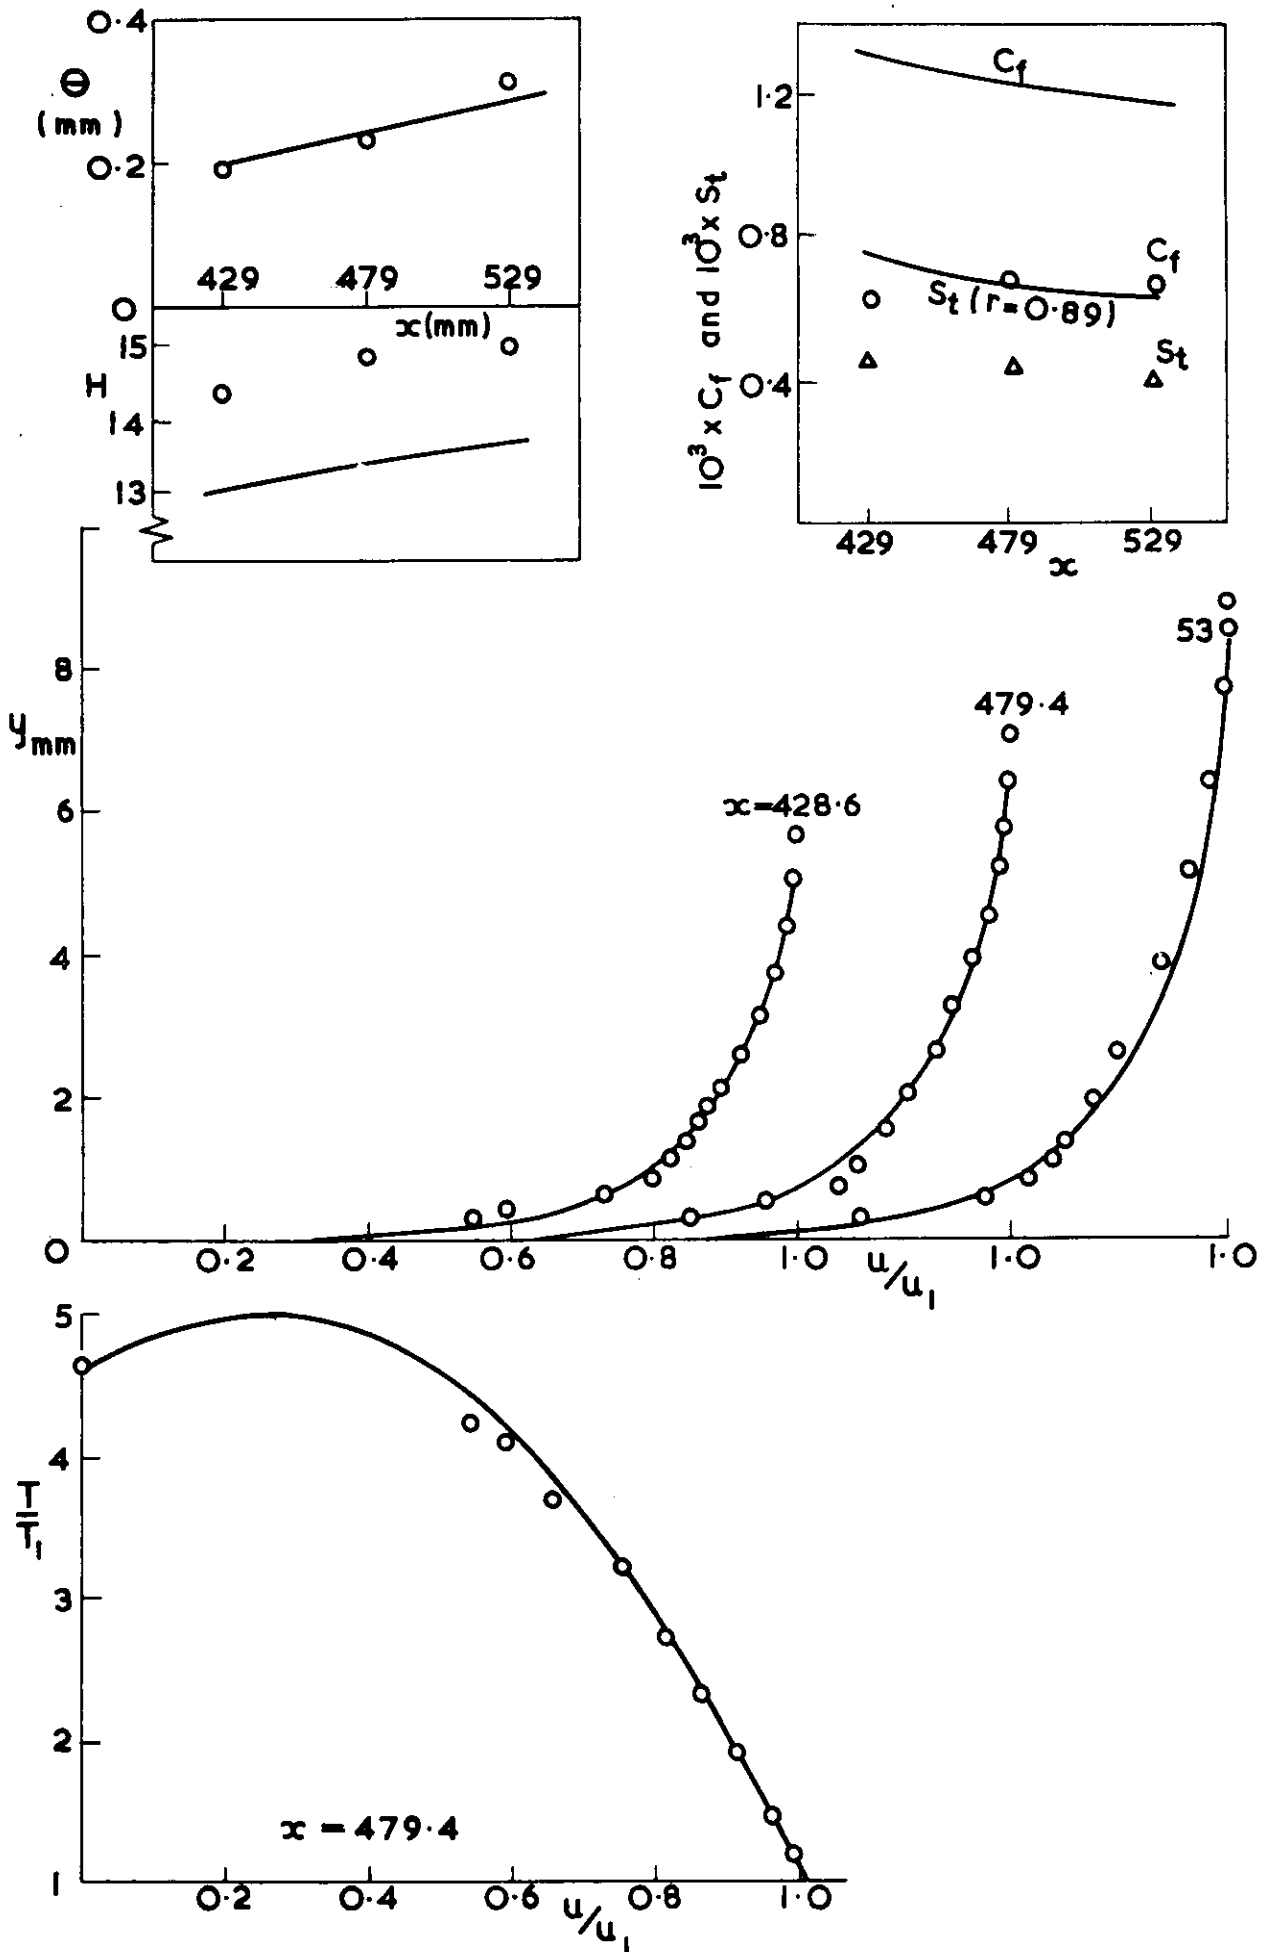 0.4
Θ
(mm)
0.2
429 479 529
0
x(mm)
15
H
14
13
10³ x Cf and 10³ x St
1.2
0.8
0.4
Cf
Cf
St (r=0.89)
St
429 479 529
x
8
ymm
6
4
2
0
x=428.6
479.4
53
0.2 0.4 0.6 0.8 1.0 u/u₁ 1.0 1.0
5
4
T/T₁
3
2
1
x = 479.4
0.2 0.4 0.6 u/u₁ 0.8 1.0